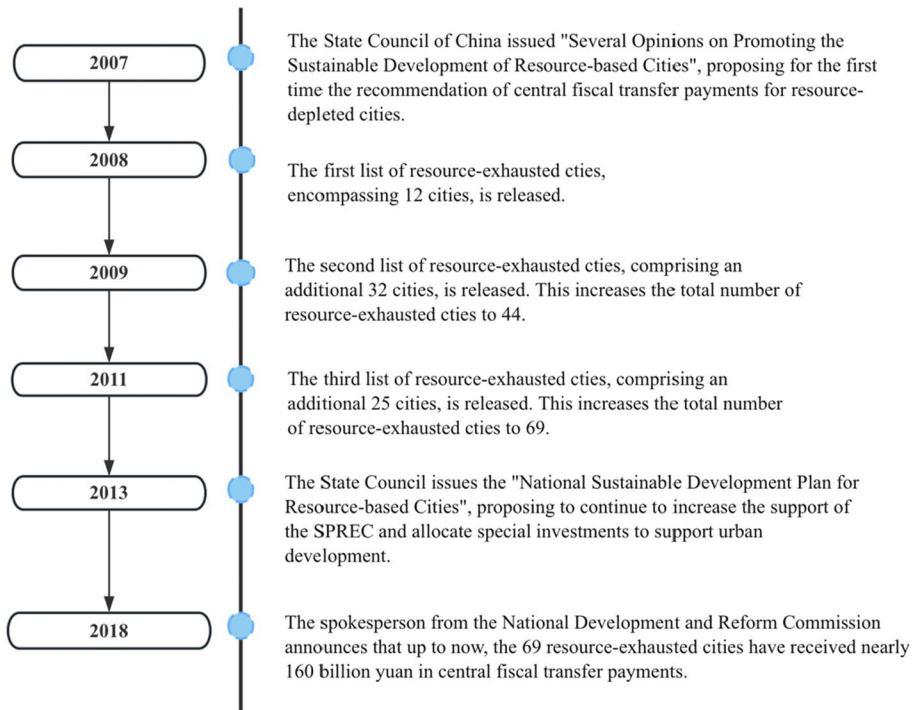 2007
The State Council of China issued "Several Opinions on Promoting the
Sustainable Development of Resource-based Cities", proposing for the first
time the recommendation of central fiscal transfer payments for resource-
depleted cities.
2008
The first list of resource-exhausted cties,
encompassing 12 cities, is released.
2009
The second list of resource-exhausted cties, comprising an
additional 32 cities, is released. This increases the total number of
resource-exhausted cties to 44.
2011
The third list of resource-exhausted cties, comprising an
additional 25 cities, is released. This increases the total number
of resource-exhausted cties to 69.
2013
The State Council issues the "National Sustainable Development Plan for
Resource-based Cities", proposing to continue to increase the support of
the SPREC and allocate special investments to support urban
development.
2018
The spokesperson from the National Development and Reform Commission
announces that up to now, the 69 resource-exhausted cities have received nearly
160 billion yuan in central fiscal transfer payments.